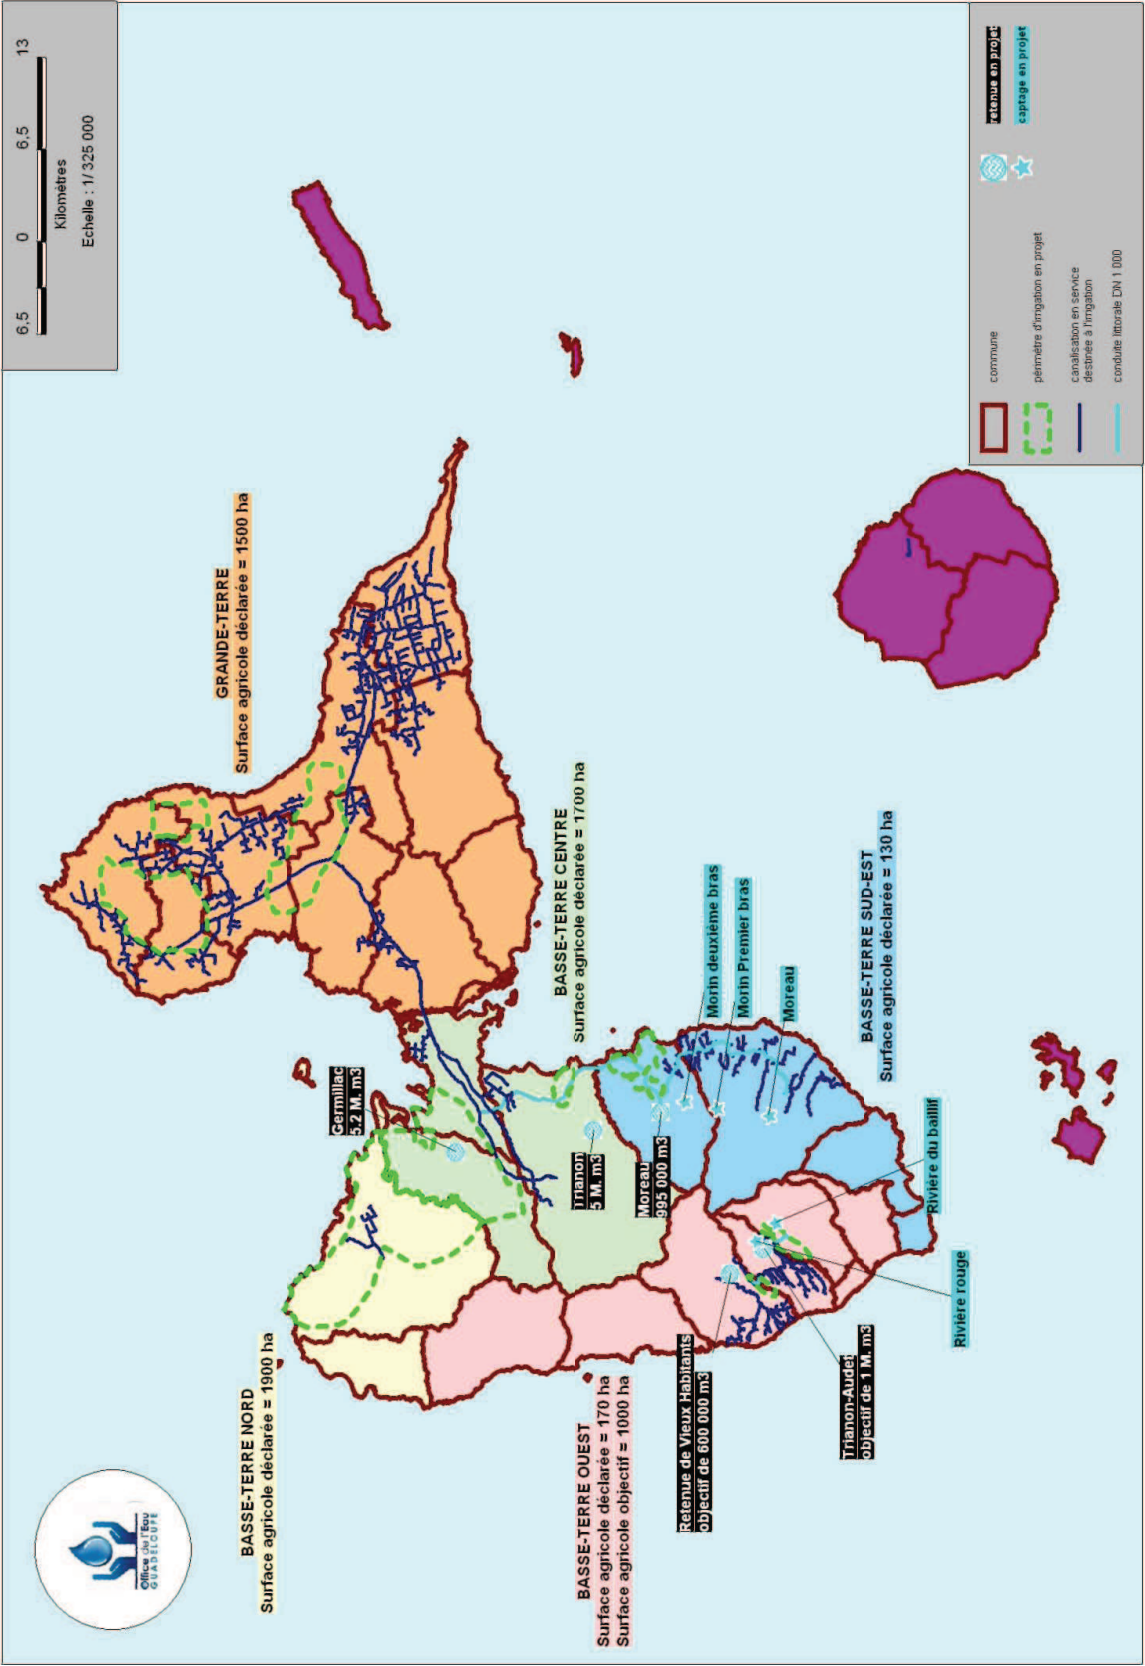 Office de l'Eau
GUADELOUPE
BASSE-TERRE NORD
Surface agricole déclarée = 1900 ha
Germillac
5.2 M. m3
GRANDE-TERRE
Surface agricole déclarée = 1500 ha
6,5 0 6,5 13
Kilomètres
Echelle : 1/ 325 000
BASSE-TERRE CENTRE
Surface agricole déclarée = 1700 ha
BASSE-TERRE OUEST
Surface agricole déclarée = 170 ha
Surface agricole objectif = 1000 ha
Trianon
5 M. m3
Moreau
995 000 m3
Retenue de Vieux Habitants
objectif de 600 000 m3
Morin deuxième bras
Morin Premier bras
Moreau
Trianon-Audet
objectif de 1 M. m3
BASSE-TERRE SUD-EST
Surface agricole déclarée = 130 ha
Rivière du baillif
Rivière rouge
commune
périmètre d'irrigation en projet
canalisation en service
destinée à l'irrigation
conduite littorale DN 1 000
retenue en projet
captage en projet